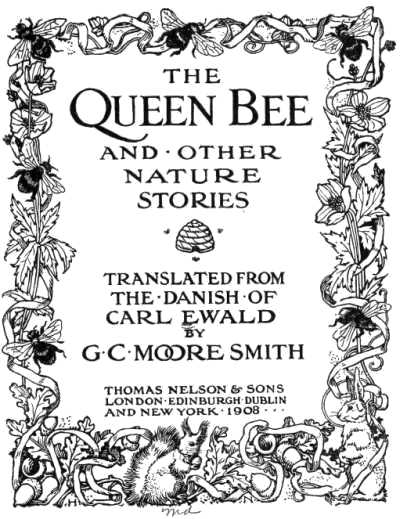 THE
QUEEN BEE
AND · OTHER
NATURE
STORIES
TRANSLATED FROM
THE · DANISH · OF
CARL EWALD
BY
G · C · MOORE SMITH
THOMAS NELSON & SONS
LONDON · EDINBURGH · DUBLIN
AND NEW YORK · 1908 · · ·